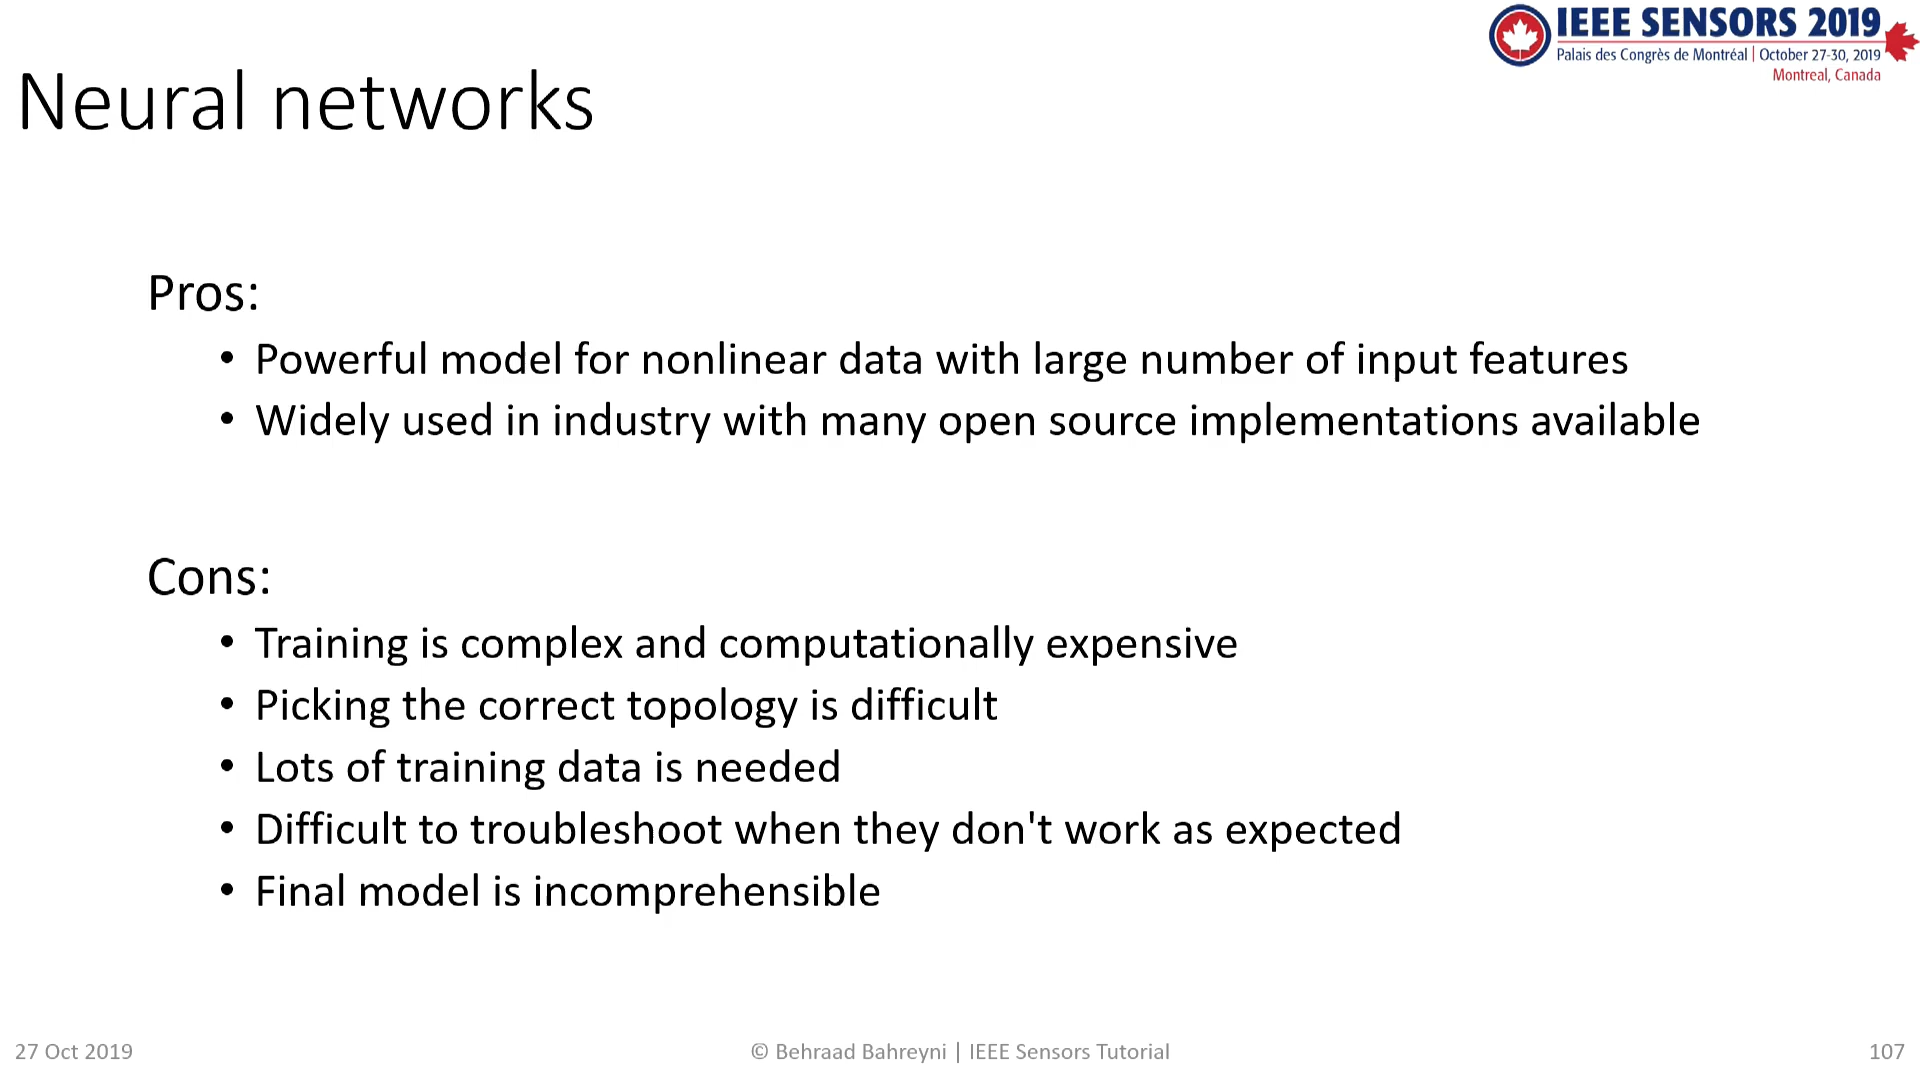 IEEE SENSORS 2019
Palais des Congrès de Montréal | October 27-30, 2019
Montreal, Canada
Neural networks
Pros:
• Powerful model for nonlinear data with large number of input features
• Widely used in industry with many open source implementations available
Cons:
• Training is complex and computationally expensive
• Picking the correct topology is difficult
• Lots of training data is needed
• Difficult to troubleshoot when they don't work as expected
• Final model is incomprehensible
27 Oct 2019
© Behraad Bahreyni | IEEE Sensors Tutorial
107